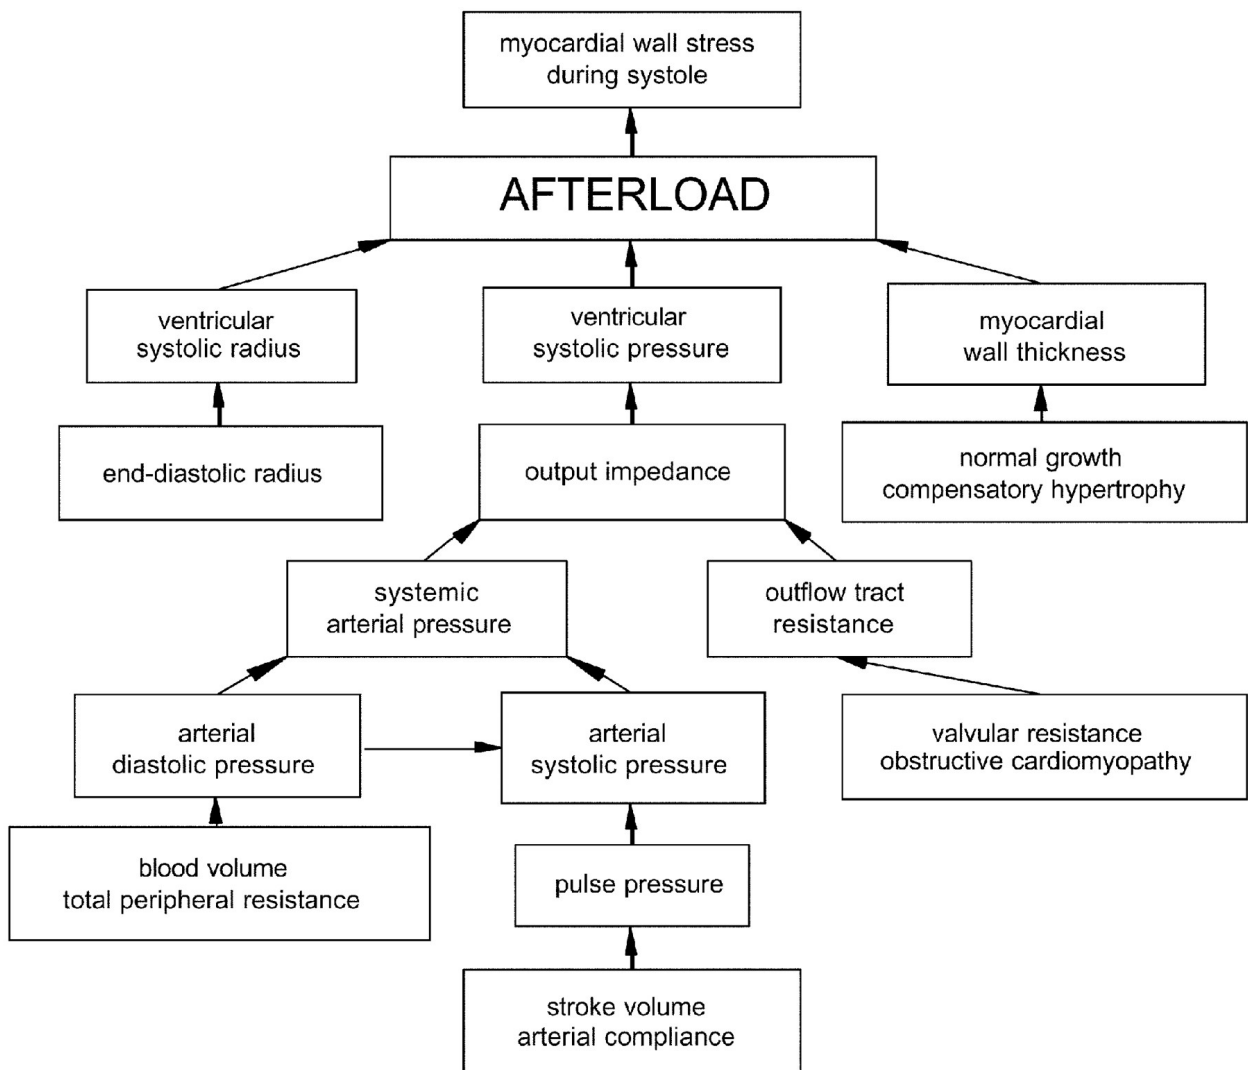 myocardial wall stress
during systole
AFTERLOAD
ventricular
systolic radius
ventricular
systolic pressure
myocardial
wall thickness
end-diastolic radius
output impedance
normal growth
compensatory hypertrophy
systemic
arterial pressure
outflow tract
resistance
arterial
diastolic pressure
arterial
systolic pressure
valvular resistance
obstructive cardiomyopathy
blood volume
total peripheral resistance
pulse pressure
stroke volume
arterial compliance